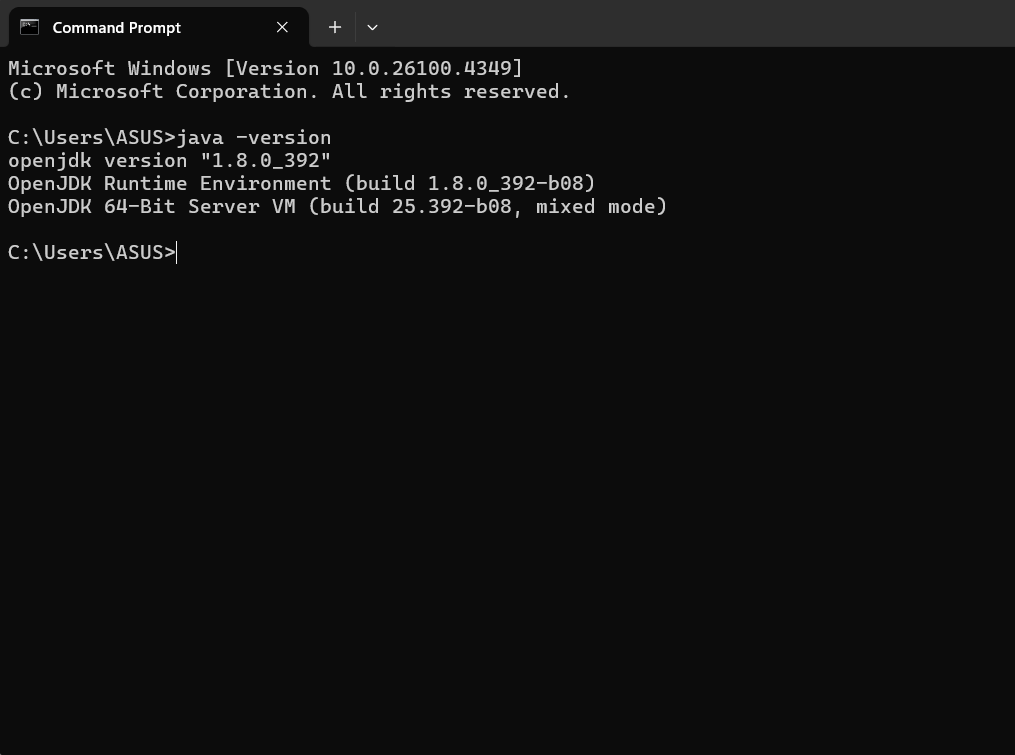 Command Prompt
Microsoft Windows [Version 10.0.26100.4349]
(c) Microsoft Corporation. All rights reserved.
C:\Users\ASUS>java -version
openjdk version "1.8.0_392"
OpenJDK Runtime Environment (build 1.8.0_392-b08)
OpenJDK 64-Bit Server VM (build 25.392-b08, mixed mode)
C:\Users\ASUS>